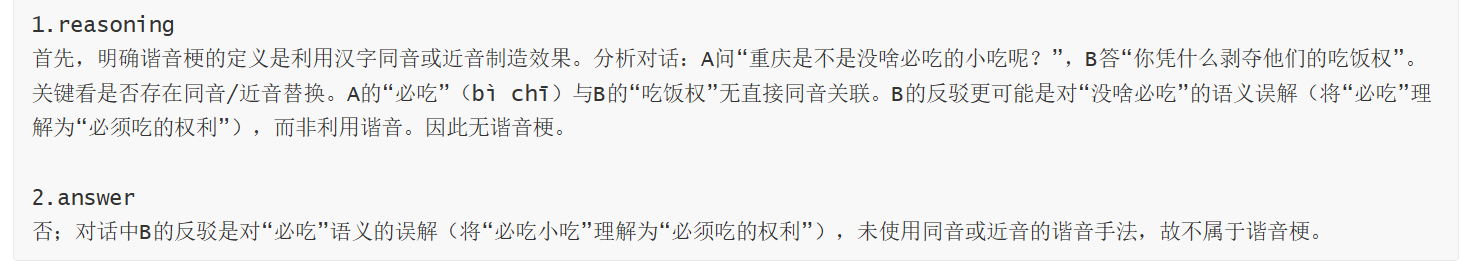 1.reasoning
首先，明确谐音梗的定义是利用汉字同音或近音制造效果。分析对话：A问“重庆是不是没啥必吃的小吃呢？”，B答“你凭什么剥夺他们的吃饭权”。
关键看是否存在同音/近音替换。A的“必吃”（bì chī）与B的“吃饭权”无直接同音关联。B的反驳更可能是对“没啥必吃”的语义误解（将“必吃”理
解为“必须吃的权利”），而非利用谐音。因此无谐音梗。
2.answer
否；对话中B的反驳是对“必吃”语义的误解（将“必吃小吃”理解为“必须吃的权利”），未使用同音或近音的谐音手法，故不属于谐音梗。